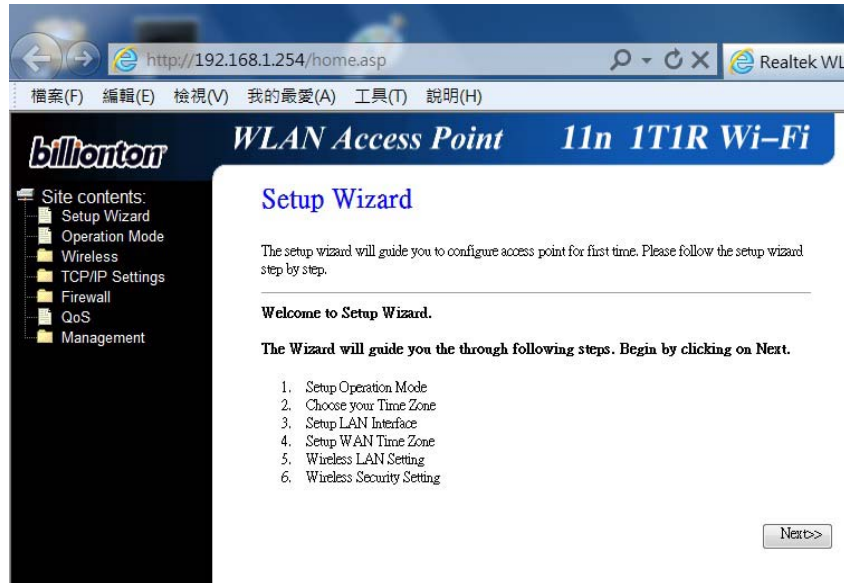 http://192.168.1.254/home.asp
Realtek WL
檔案(F) 編輯(E) 檢視(V) 我的最愛(A) 工具(T) 說明(H)
billionton
WLAN Access Point 11n 1T1R Wi-Fi
Site contents:
Setup Wizard
Operation Mode
Wireless
TCP/IP Settings
Firewall
QoS
Management
Setup Wizard
The setup wizard will guide you to configure access point for first time. Please follow the setup wizard
step by step.
Welcome to Setup Wizard.
The Wizard will guide you the through following steps. Begin by clicking on Next.
1. Setup Operation Mode
2. Choose your Time Zone
3. Setup LAN Interface
4. Setup WAN Time Zone
5. Wireless LAN Setting
6. Wireless Security Setting
Next>>